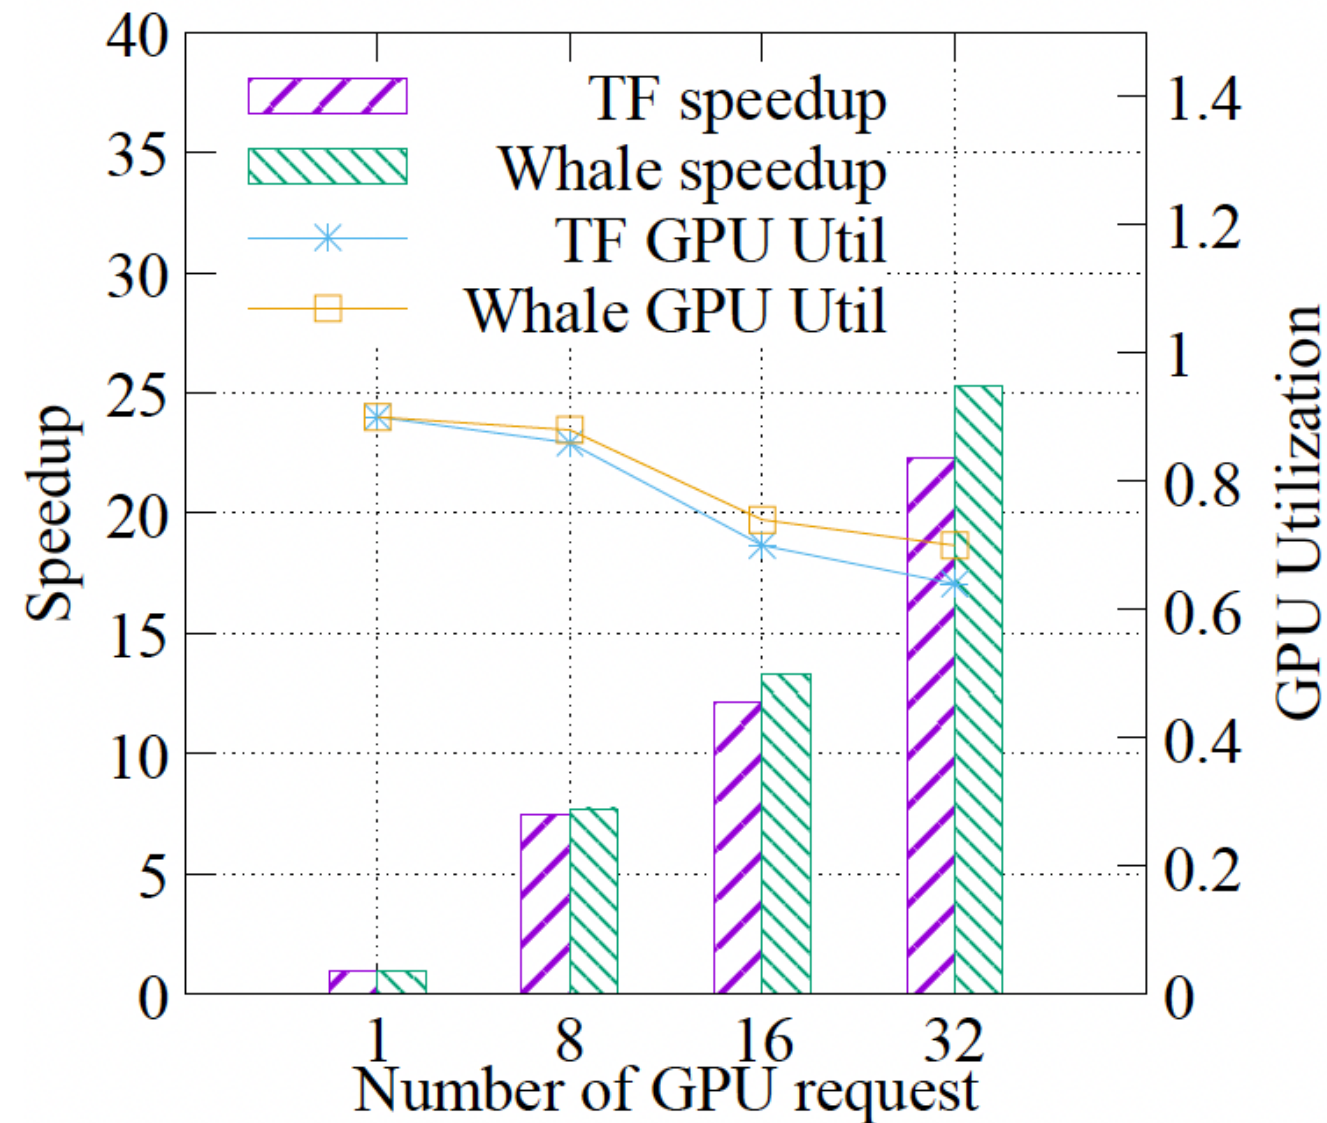 TF speedup
Whale speedup
TF GPU Util
Whale GPU Util
40
35
30
25
20
15
10
5
0
Speedup
1.4
1.2
1
0.8
0.6
0.4
0.2
0
GPU Utilization
1 8 16 32
Number of GPU request